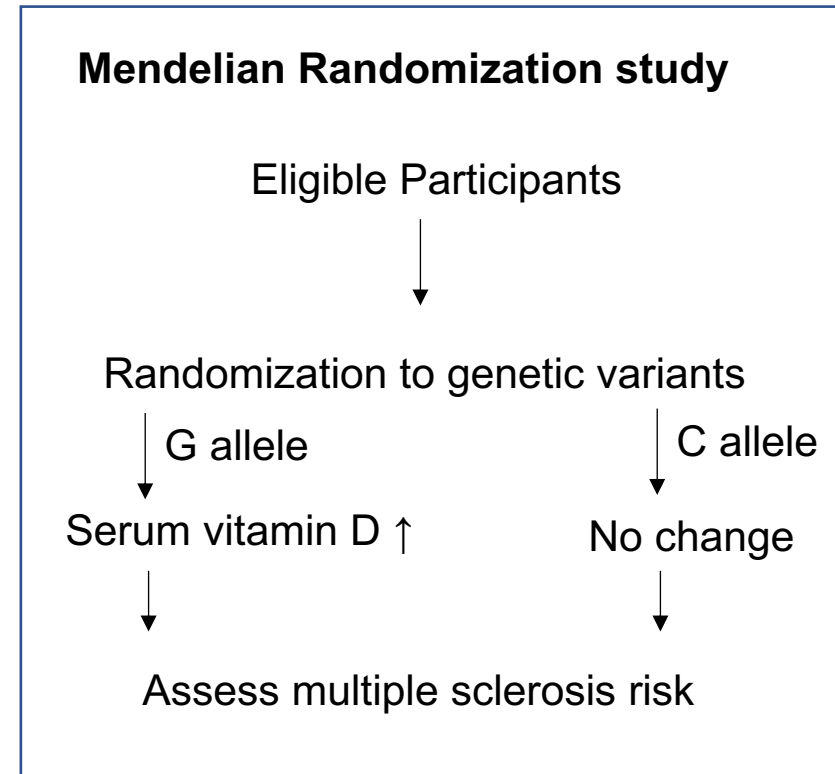 Mendelian Randomization study
Eligible Participants
Randomization to genetic variants
G allele
C allele
Serum vitamin D ↑
No change
Assess multiple sclerosis risk